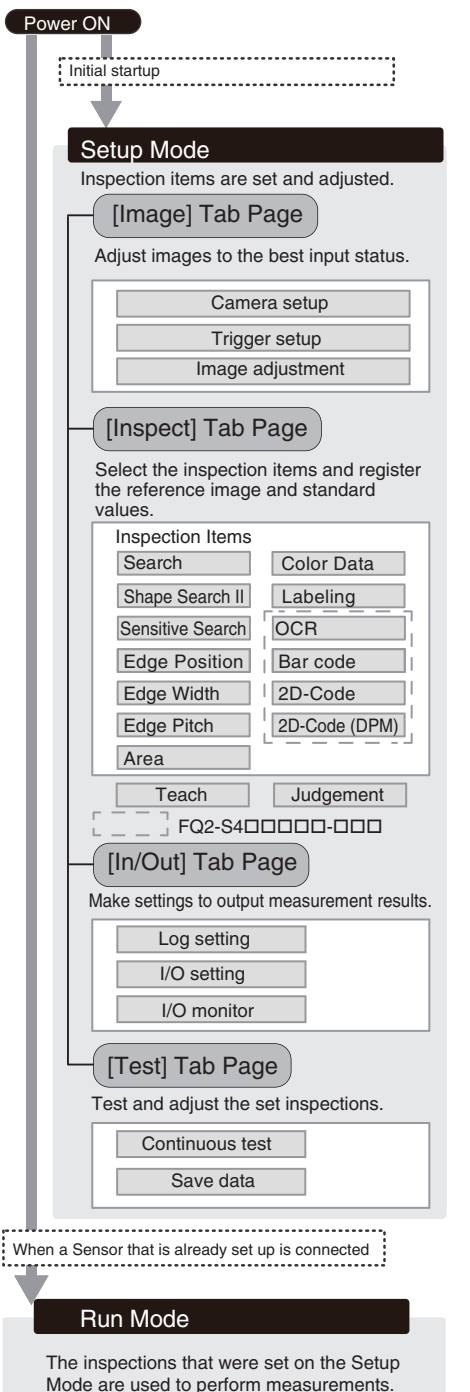 Power ON
Initial startup
Setup Mode
Inspection items are set and adjusted.
[Image] Tab Page
Adjust images to the best input status.
Camera setup
Trigger setup
Image adjustment
[Inspect] Tab Page
Select the inspection items and register
the reference image and standard
values.
Inspection Items
Search
Color Data
Shape Search II
Labeling
Sensitive Search
OCR
Edge Position
Bar code
Edge Width
2D-Code
Edge Pitch
2D-Code (DPM)
Area
Teach
Judgement
FQ2-S4□□□□□-□□□
[In/Out] Tab Page
Make settings to output measurement results.
Log setting
I/O setting
I/O monitor
[Test] Tab Page
Test and adjust the set inspections.
Continuous test
Save data
When a Sensor that is already set up is connected
Run Mode
The inspections that were set on the Setup
Mode are used to perform measurements.